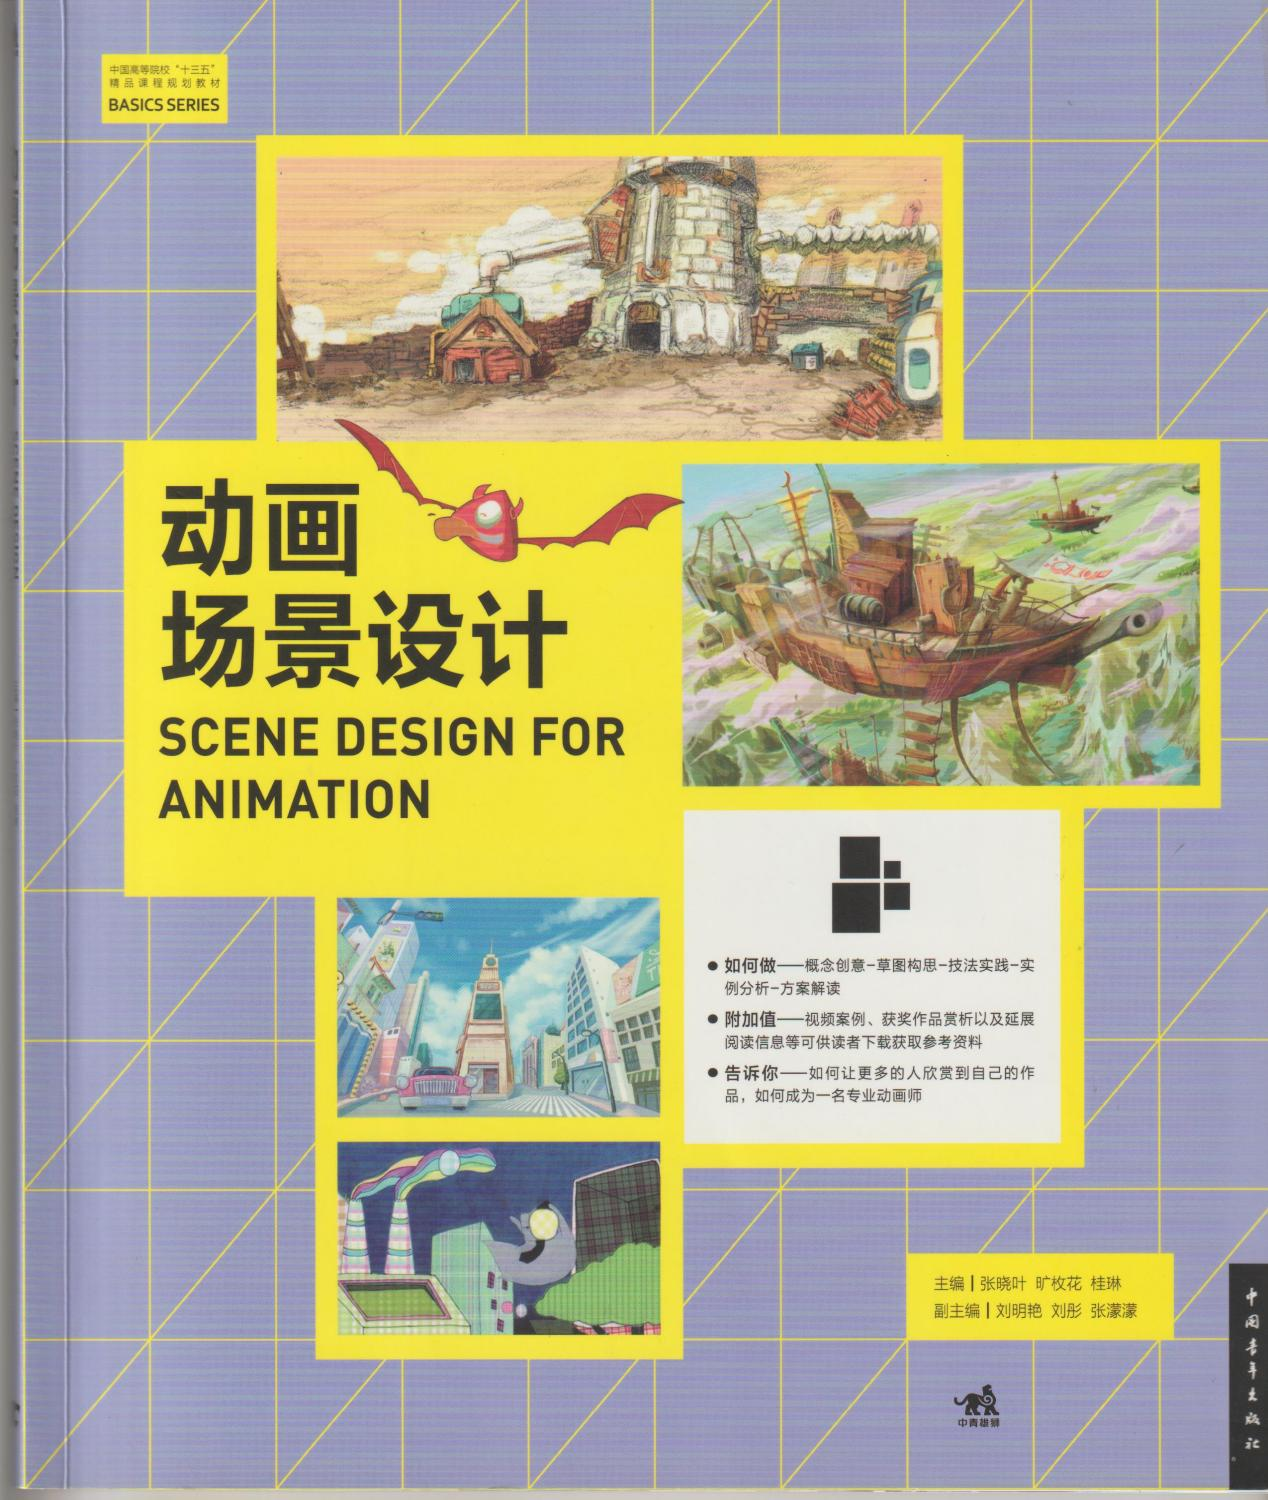 中国高等院校“十三五”
精品课程规划教材
BASICS SERIES
动画
场景设计
SCENE DESIGN FOR
ANIMATION
● 如何做——概念创意-草图构思-技法实践-实
例分析-方案解读
● 附加值——视频案例、获奖作品赏析以及延展
阅读信息等可供读者下载获取参考资料
● 告诉你——如何让更多的人欣赏到自己的作
品，如何成为一名专业动画师
主编 | 张晓叶 旷枚花 桂琳
副主编 | 刘明艳 刘彤 张濛濛
中青雄狮
中国青年出版社